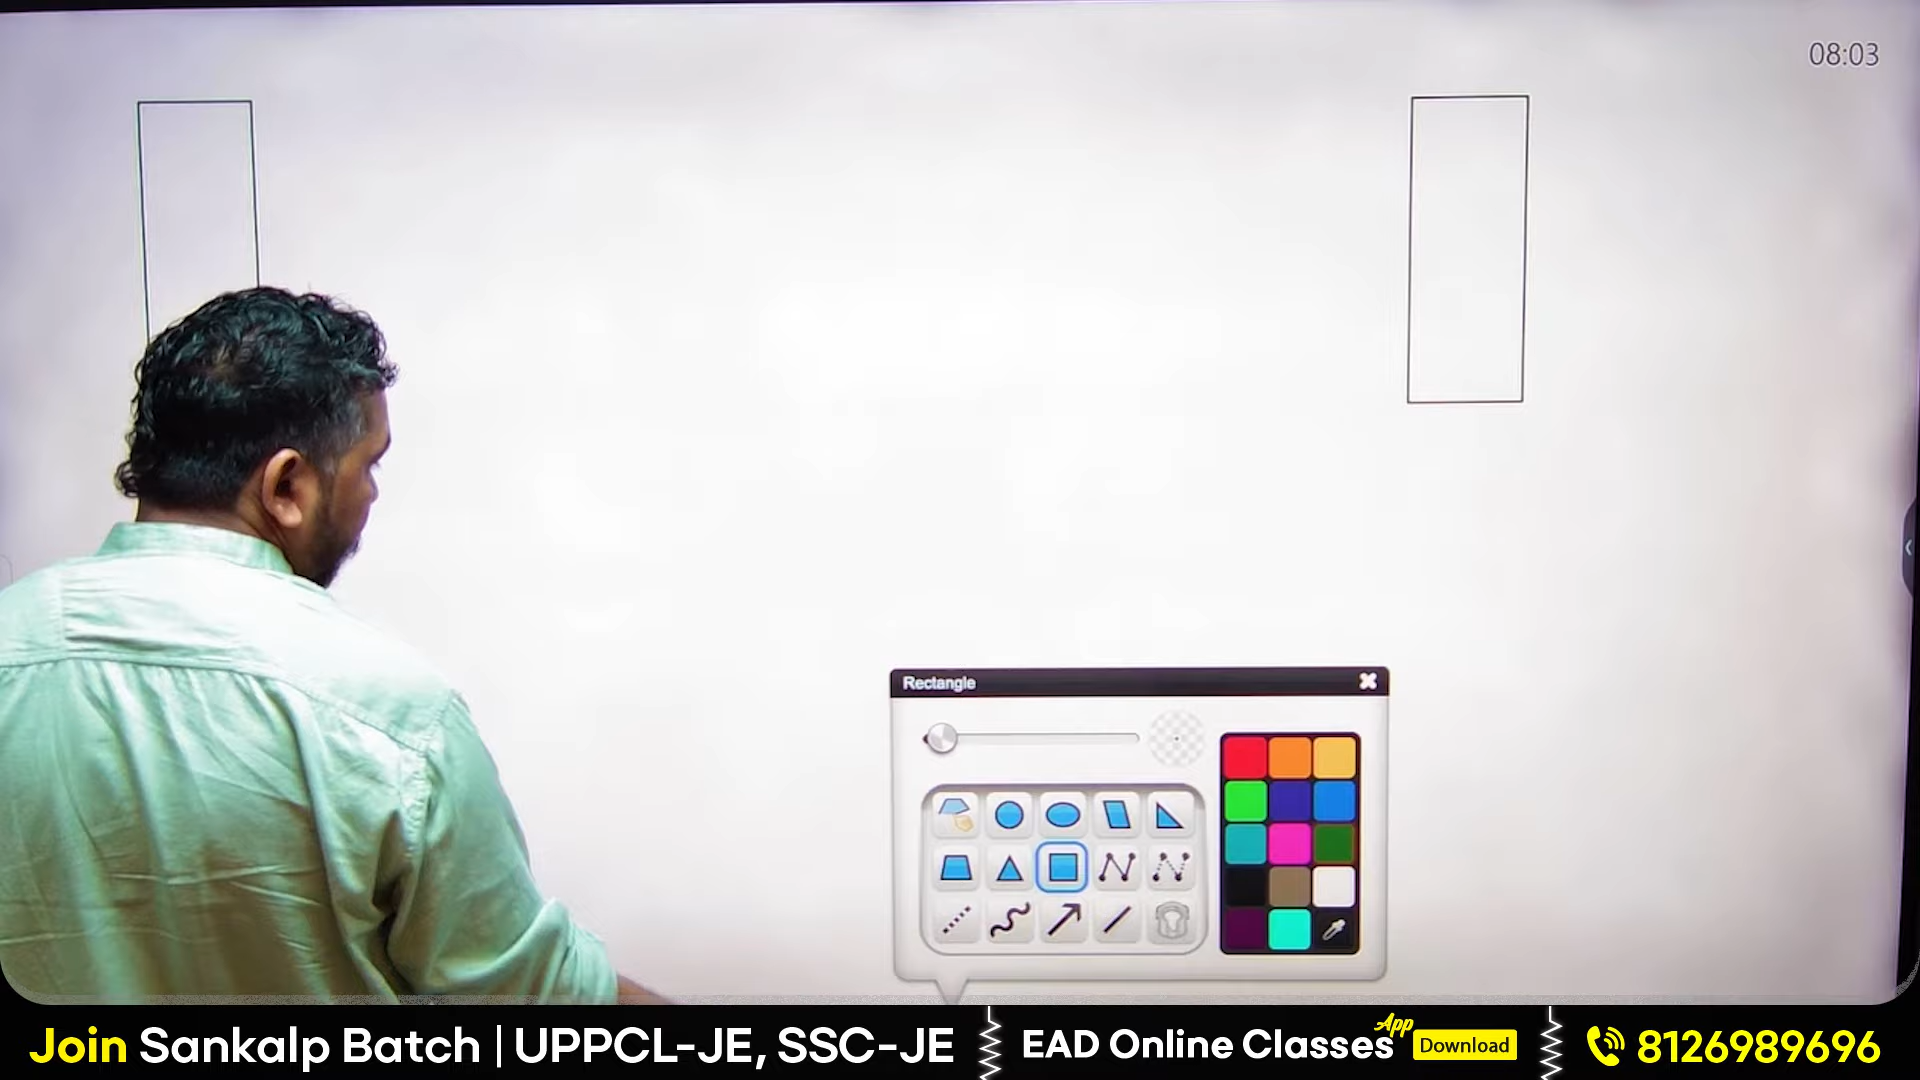 08:03
Rectangle
Join Sankalp Batch | UPPCL-JE, SSC-JE
EAD Online Classes App Download
8126989696